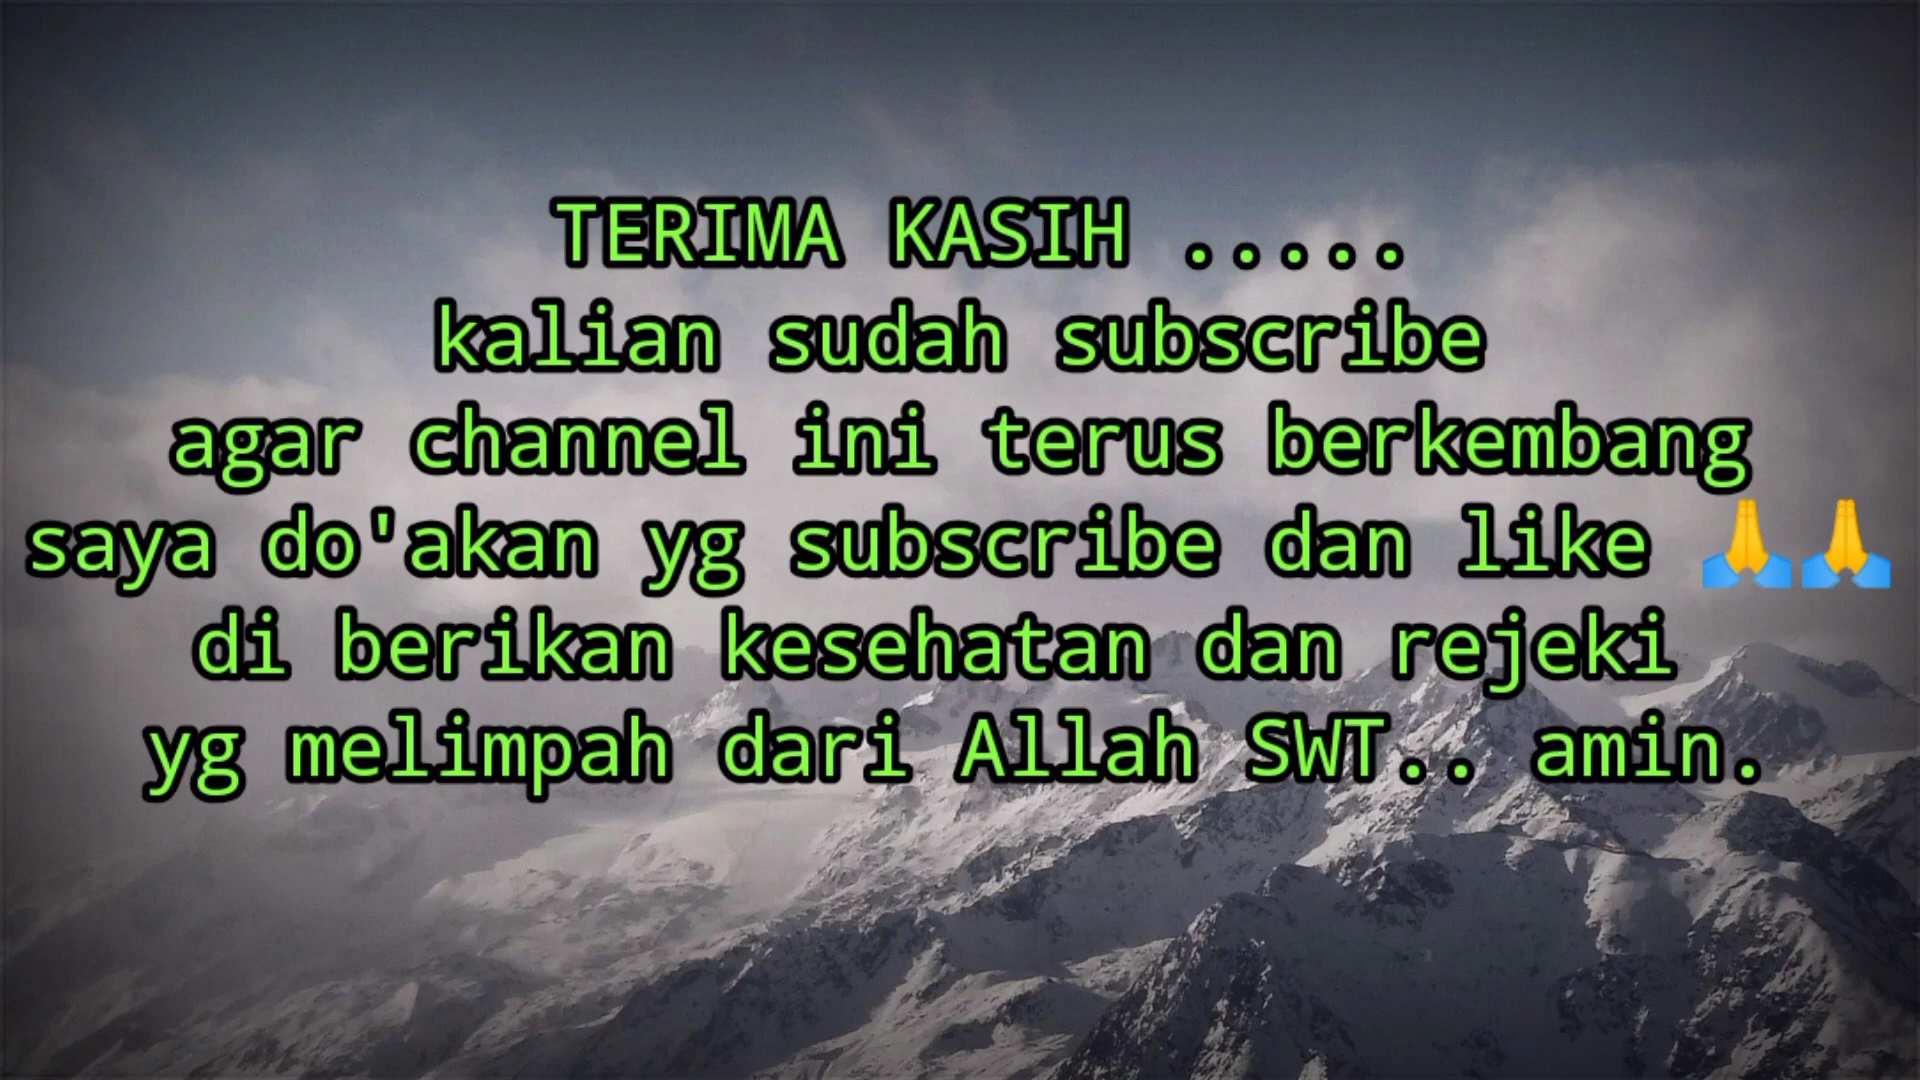 TERIMA KASIH .....
kalian sudah subscribe
agar channel ini terus berkembang
saya do'akan yg subscribe dan like 🙏🙏
di berikan kesehatan dan rejeki
yg melimpah dari Allah SWT.. amin.